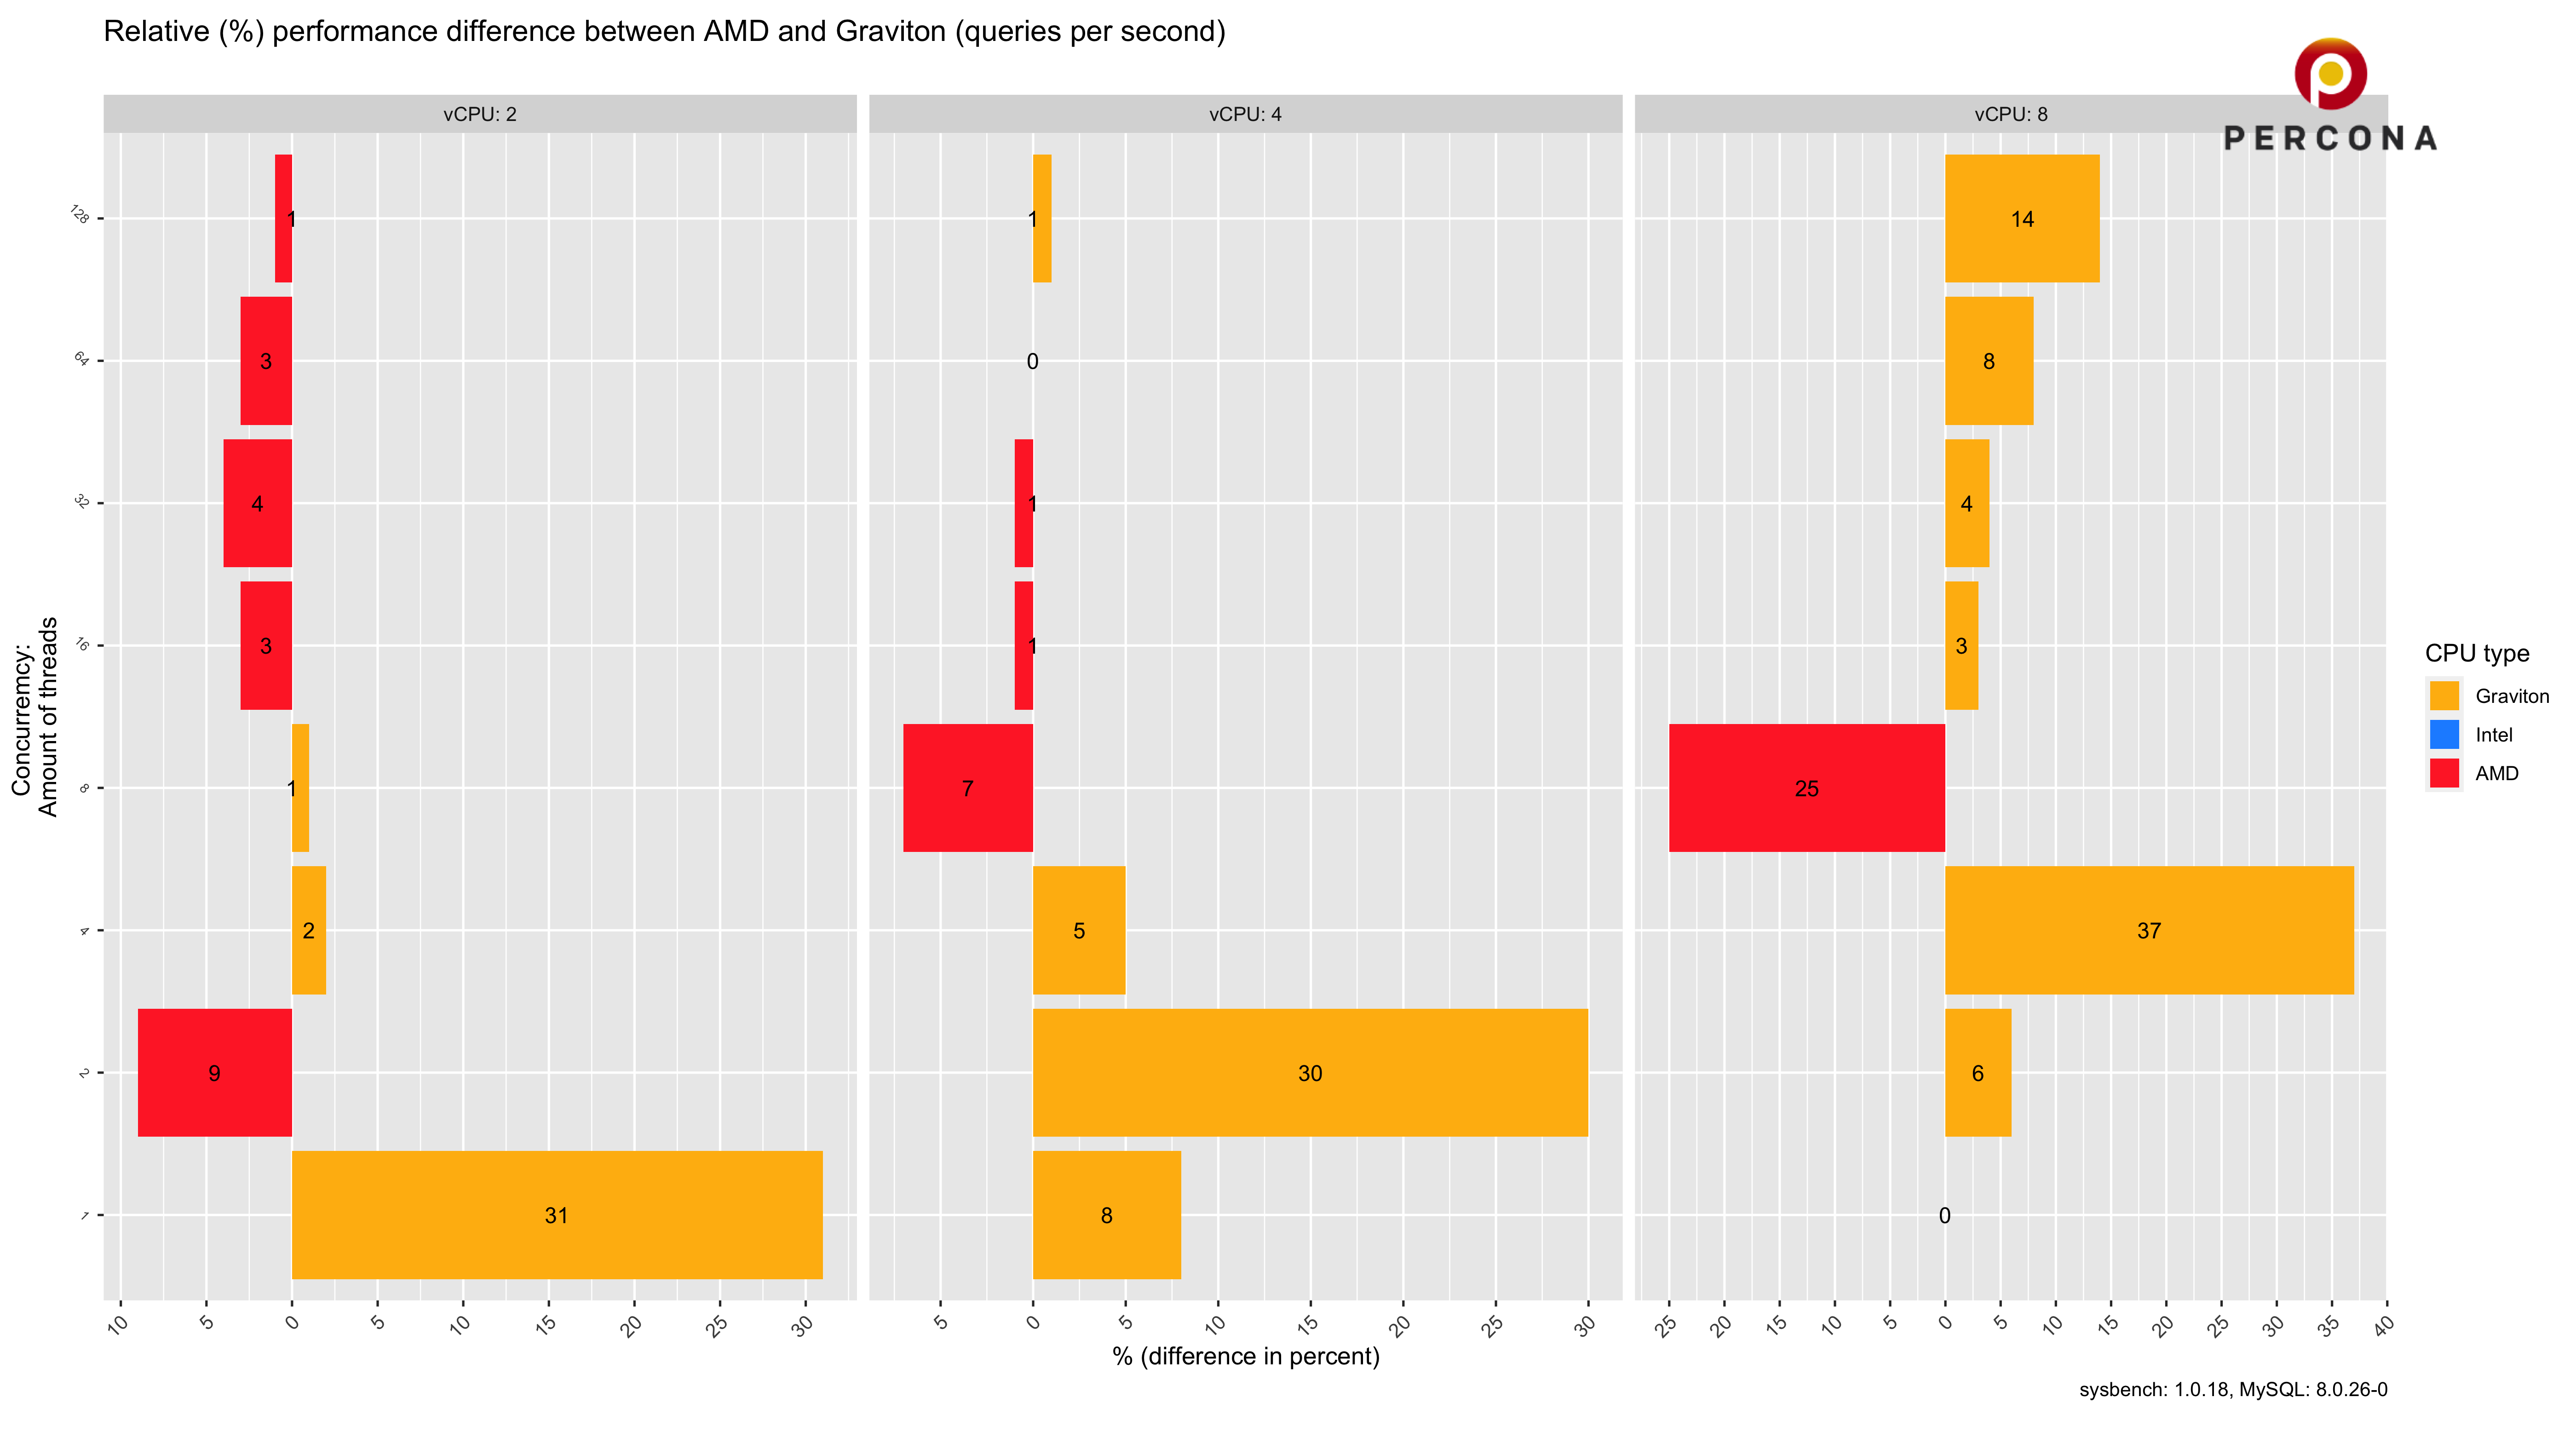 Relative (%) performance difference between AMD and Graviton (queries per second)
PERCONA
vCPU: 2
vCPU: 4
vCPU: 8
Concurremcy:
Amount of threads
128
1
1
14
64
3
0
8
32
4
1
4
16
3
1
3
8
1
7
25
4
2
5
37
2
9
30
6
1
31
8
0
10 5 0 5 10 15 20 25 30
5 0 5 10 15 20 25 30
25 20 15 10 5 0 5 10 15 20 25 30 35 40
% (difference in percent)
CPU type
Graviton
Intel
AMD
sysbench: 1.0.18, MySQL: 8.0.26-0